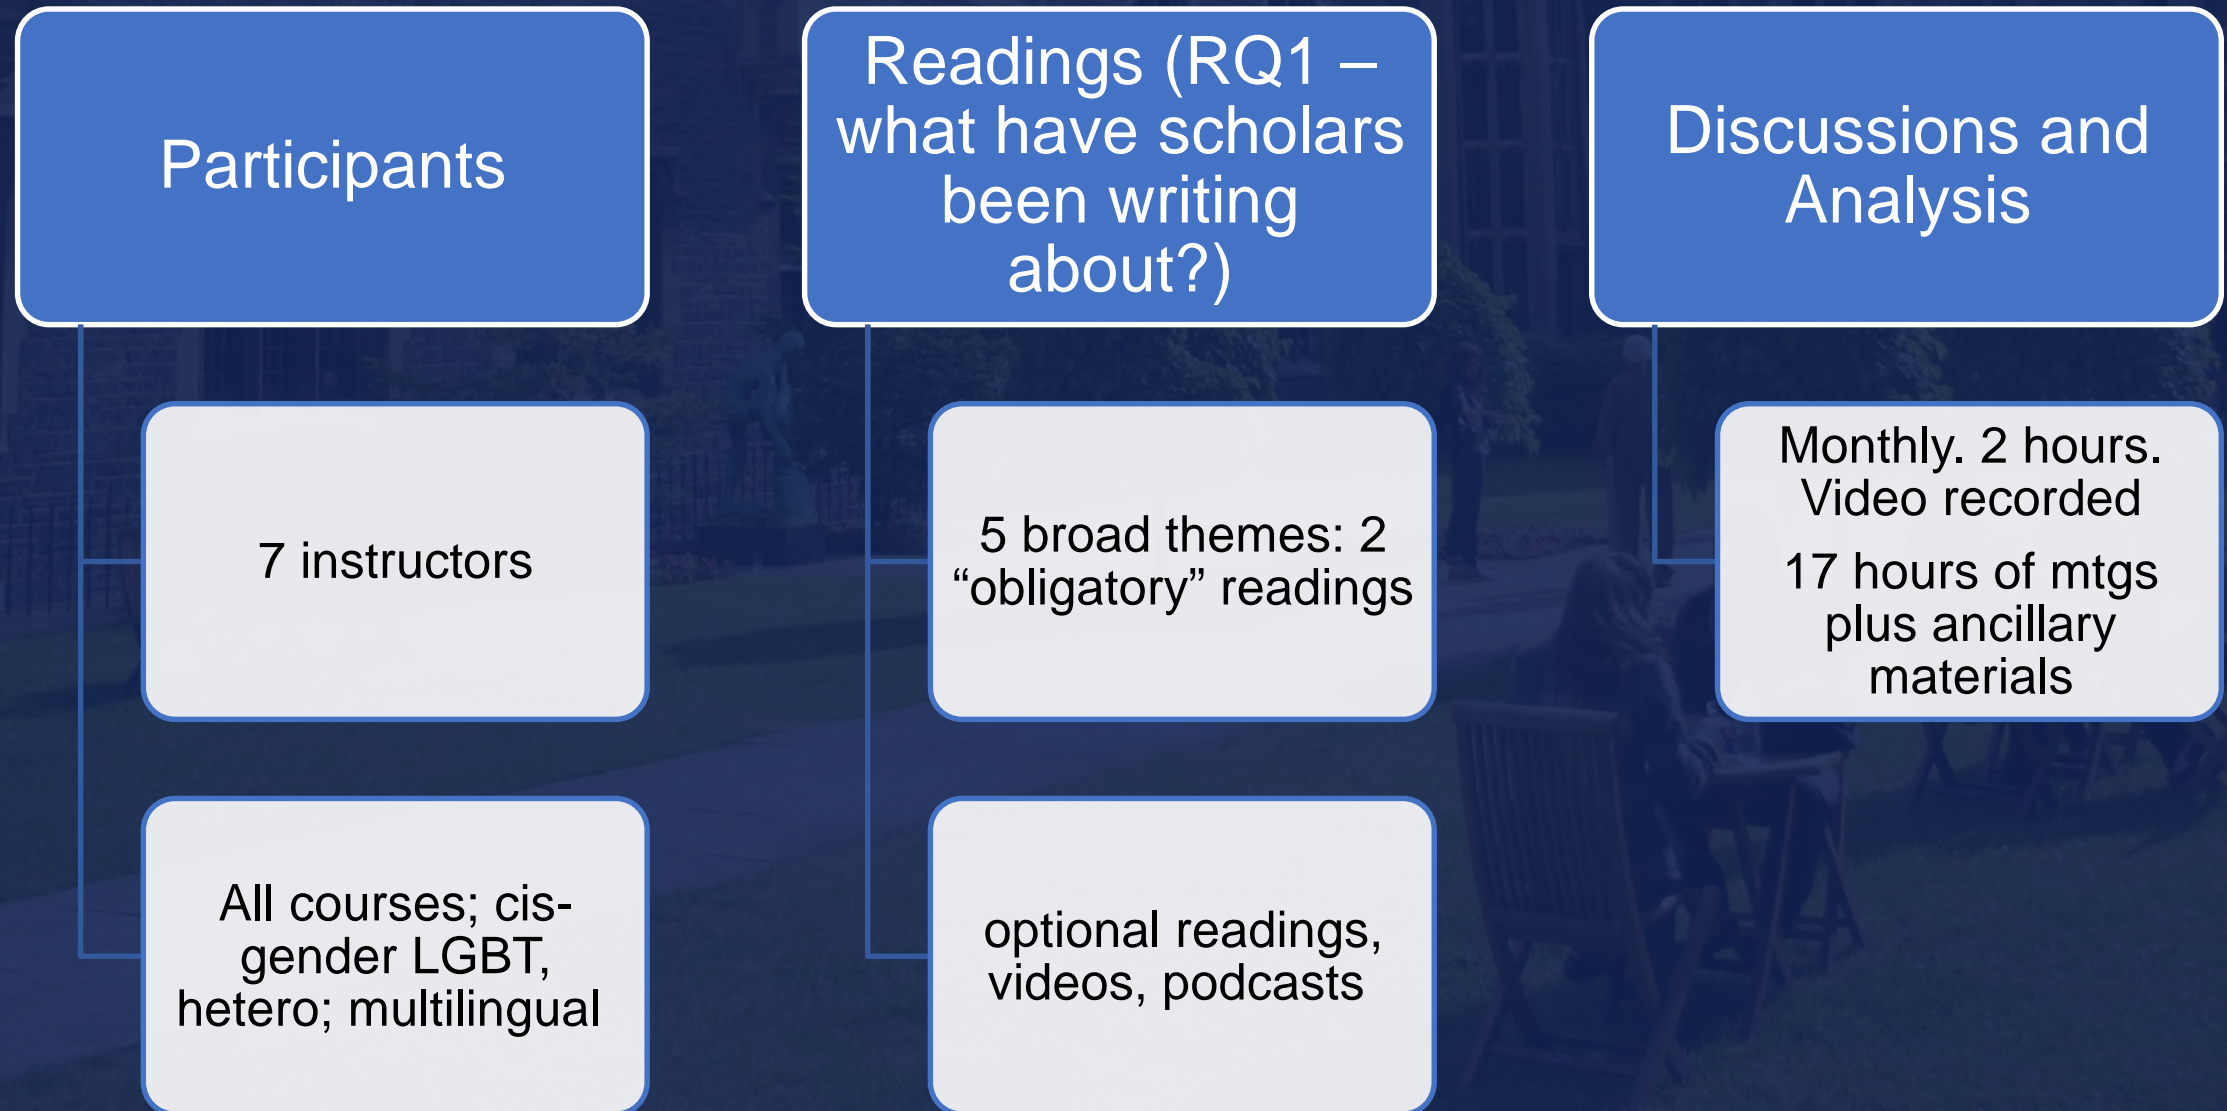 Participants
7 instructors
All courses; cis-
gender LGBT,
hetero; multilingual
Readings (RQ1 –
what have scholars
been writing
about?)
5 broad themes: 2
“obligatory” readings
optional readings,
videos, podcasts
Discussions and
Analysis
Monthly. 2 hours.
Video recorded
17 hours of mtgs
plus ancillary
materials